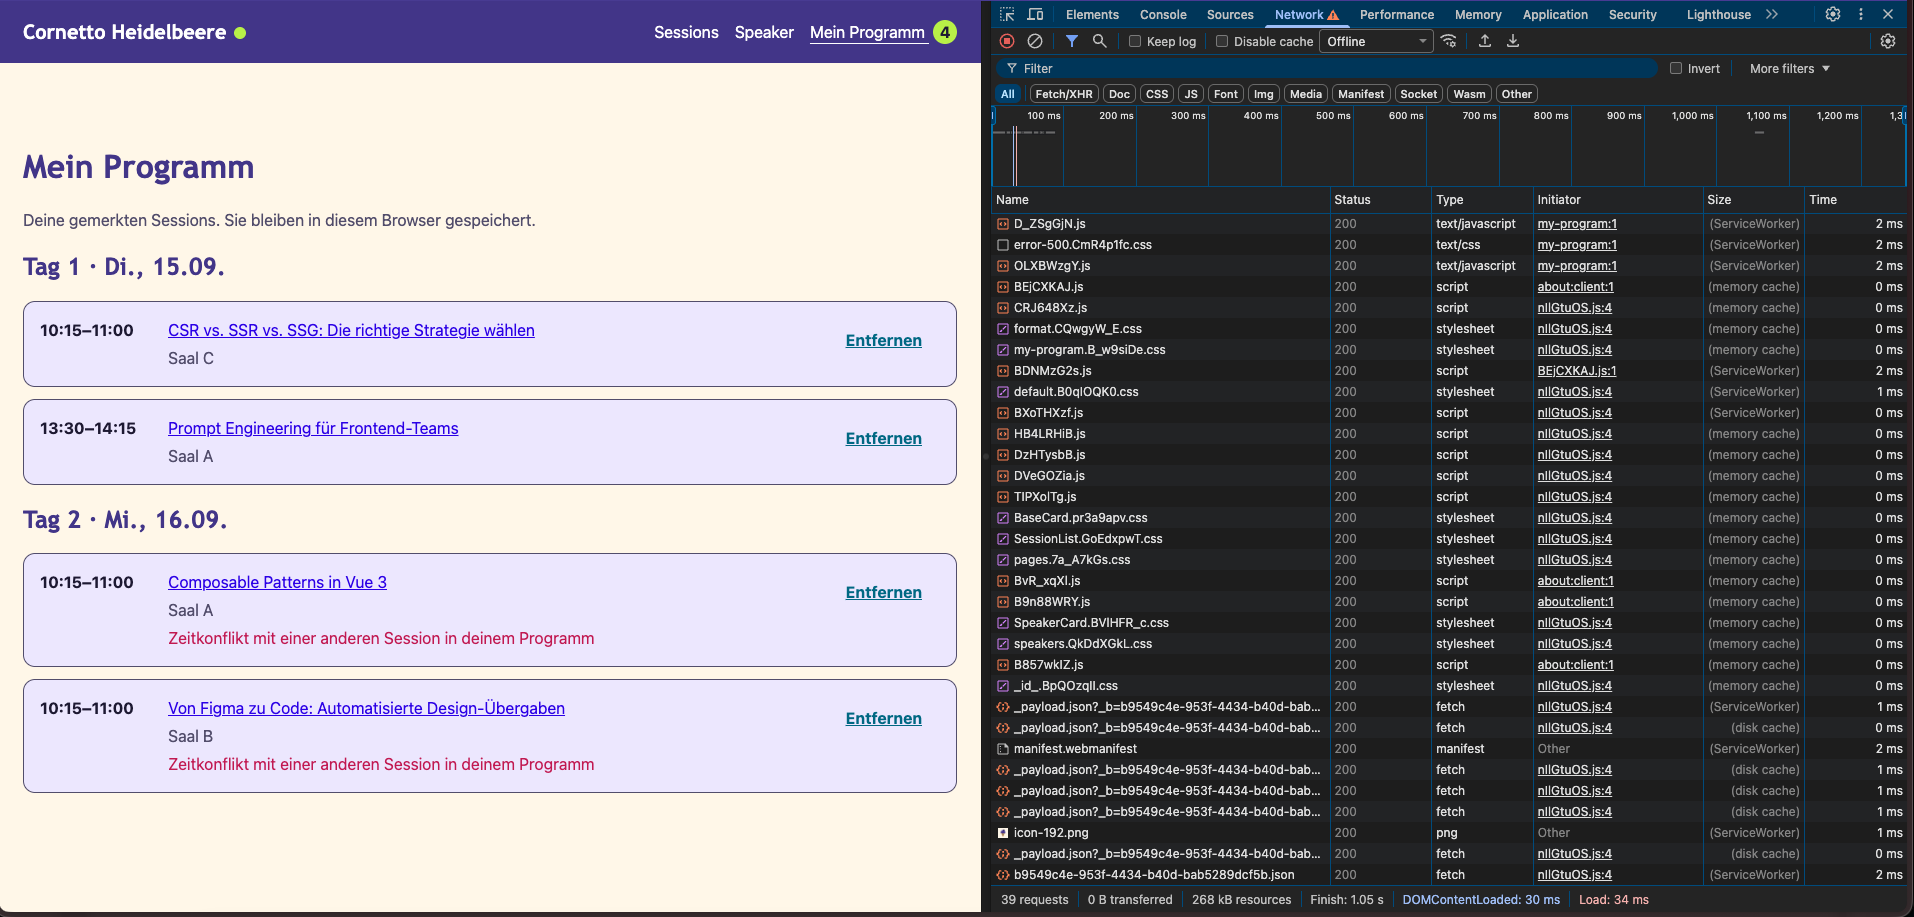 Cornetto Heidelbeere
Sessions Speaker Mein Programm 4
Mein Programm
Deine gemerkten Sessions. Sie bleiben in diesem Browser gespeichert.
Tag 1 · Di., 15.09.
10:15–11:00 CSR vs. SSR vs. SSG: Die richtige Strategie wählen
Saal C
Entfernen
13:30–14:15 Prompt Engineering für Frontend-Teams
Saal A
Entfernen
Tag 2 · Mi., 16.09.
10:15–11:00 Composable Patterns in Vue 3
Saal A
Zeitkonflikt mit einer anderen Session in deinem Programm
Entfernen
10:15–11:00 Von Figma zu Code: Automatisierte Design-Übergaben
Saal B
Zeitkonflikt mit einer anderen Session in deinem Programm
Entfernen
Elements Console Sources Network Performance Memory Application Security Lighthouse
Keep log Disable cache Offline
Filter Invert More filters
All Fetch/XHR Doc CSS JS Font Img Media Manifest Socket Wasm Other
100 ms 200 ms 300 ms 400 ms 500 ms 600 ms 700 ms 800 ms 900 ms 1,000 ms 1,100 ms 1,200 ms 1,3
Name Status Type Initiator Size Time
D_ZSgGjN.js 200 text/javascript my-program:1 (ServiceWorker) 2 ms
error-500.CmR4p1fc.css 200 text/css my-program:1 (ServiceWorker) 2 ms
OLXBWzgY.js 200 text/javascript my-program:1 (ServiceWorker) 2 ms
BEjCXKAJ.js 200 script about:client:1 (memory cache) 0 ms
CRJ648Xz.js 200 script nIlGtuOS.js:4 (memory cache) 0 ms
format.CQwgyW_E.css 200 stylesheet nIlGtuOS.js:4 (memory cache) 0 ms
my-program.B_w9siDe.css 200 stylesheet nIlGtuOS.js:4 (memory cache) 0 ms
BDNMzG2s.js 200 script BEjCXKAJ.js:1 (ServiceWorker) 2 ms
default.B0qIOQK0.css 200 stylesheet nIlGtuOS.js:4 (ServiceWorker) 1 ms
BXoTHXzf.js 200 script nIlGtuOS.js:4 (ServiceWorker) 0 ms
HB4LRHiB.js 200 script nIlGtuOS.js:4 (memory cache) 0 ms
DzHTysbB.js 200 script nIlGtuOS.js:4 (memory cache) 0 ms
DVeGOZia.js 200 script nIlGtuOS.js:4 (memory cache) 0 ms
TIPXolTg.js 200 script nIlGtuOS.js:4 (memory cache) 0 ms
BaseCard.pr3a9apv.css 200 stylesheet nIlGtuOS.js:4 (memory cache) 0 ms
SessionList.GoEdxpwT.css 200 stylesheet nIlGtuOS.js:4 (memory cache) 0 ms
pages.7a_A7kGs.css 200 stylesheet nIlGtuOS.js:4 (memory cache) 0 ms
BvR_xqXI.js 200 script about:client:1 (memory cache) 0 ms
B9n88WRY.js 200 script about:client:1 (memory cache) 0 ms
SpeakerCard.BVIHFR_c.css 200 stylesheet nIlGtuOS.js:4 (memory cache) 0 ms
speakers.QkDdXGkL.css 200 stylesheet nIlGtuOS.js:4 (memory cache) 0 ms
B857wkIZ.js 200 script about:client:1 (memory cache) 0 ms
_id_.BpQOzqII.css 200 stylesheet nIlGtuOS.js:4 (memory cache) 0 ms
_payload.json?_b=b9549c4e-953f-4434-b40d-bab... 200 fetch nIlGtuOS.js:4 (ServiceWorker) 1 ms
_payload.json?_b=b9549c4e-953f-4434-b40d-bab... 200 fetch nIlGtuOS.js:4 (disk cache) 0 ms
manifest.webmanifest 200 manifest Other (ServiceWorker) 2 ms
_payload.json?_b=b9549c4e-953f-4434-b40d-bab... 200 fetch nIlGtuOS.js:4 (disk cache) 1 ms
_payload.json?_b=b9549c4e-953f-4434-b40d-bab... 200 fetch nIlGtuOS.js:4 (disk cache) 1 ms
_payload.json?_b=b9549c4e-953f-4434-b40d-bab... 200 fetch nIlGtuOS.js:4 (disk cache) 1 ms
icon-192.png 200 png Other (ServiceWorker) 1 ms
_payload.json?_b=b9549c4e-953f-4434-b40d-bab... 200 fetch nIlGtuOS.js:4 (disk cache) 0 ms
b9549c4e-953f-4434-b40d-bab5289dcf5b.json 200 fetch nIlGtuOS.js:4 (ServiceWorker) 2 ms
39 requests 0 B transferred 268 kB resources Finish: 1.05 s DOMContentLoaded: 30 ms Load: 34 ms